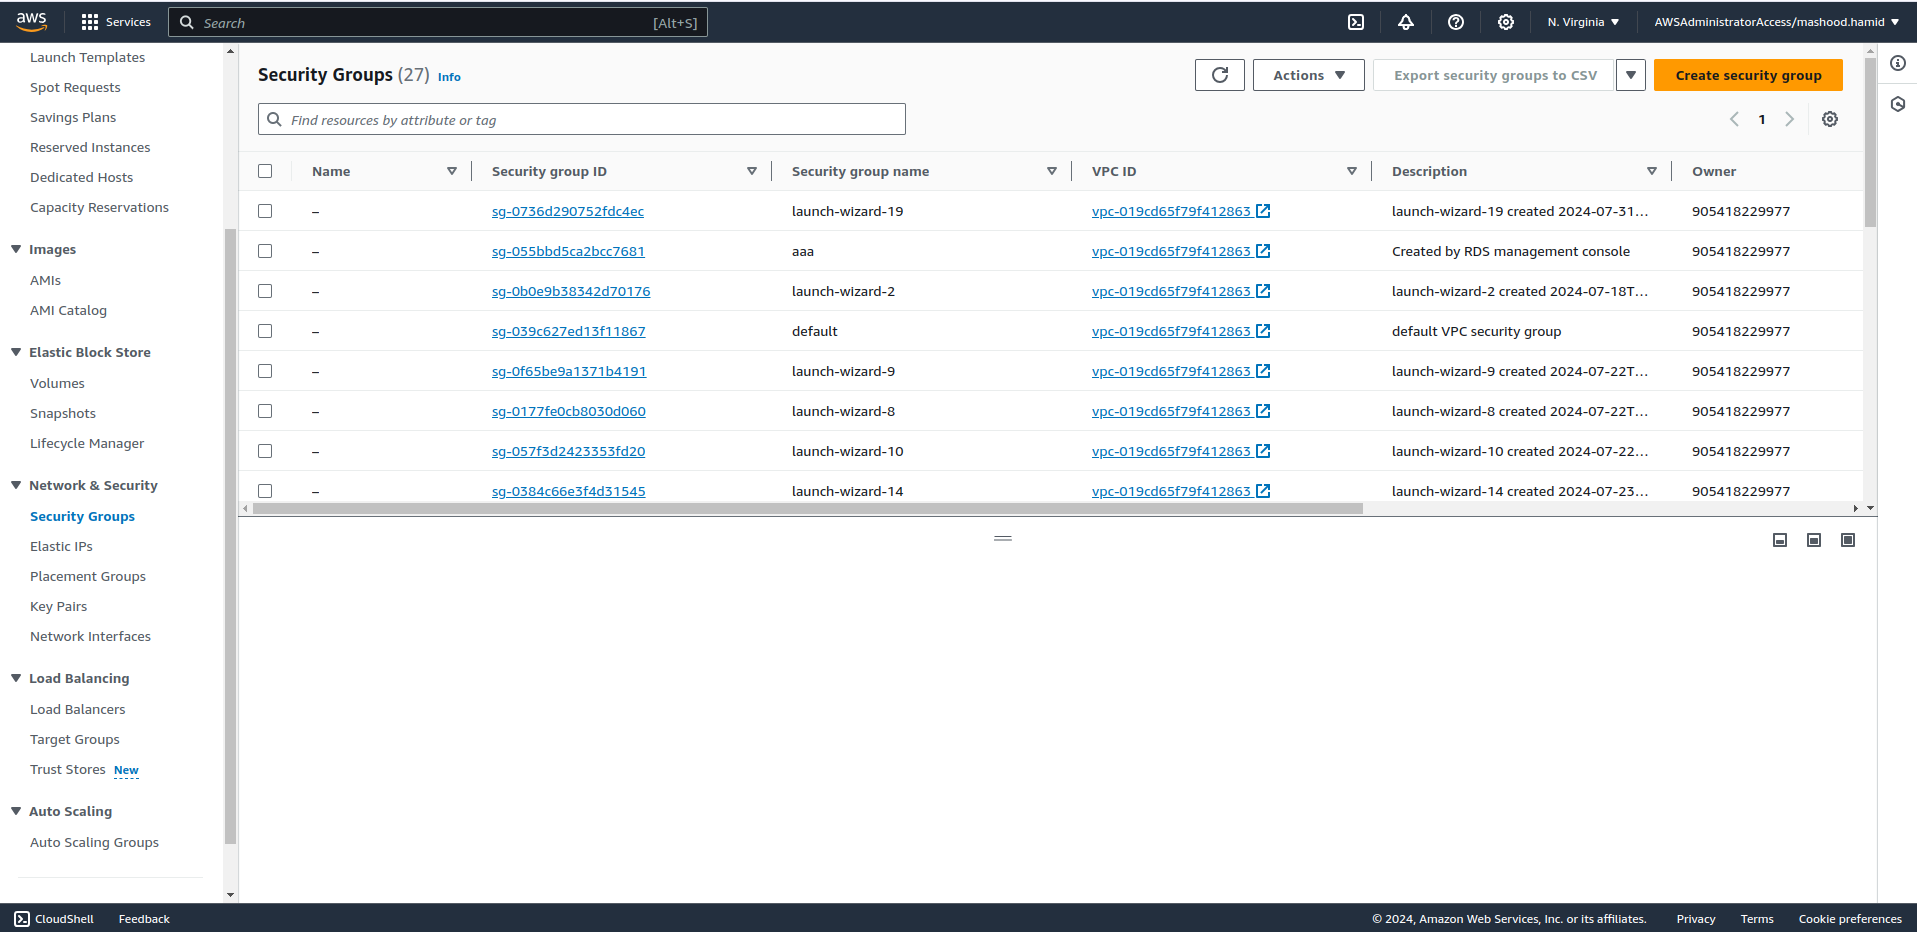 aws
Services
Search
[Alt+S]
N. Virginia
AWSAdministratorAccess/mashood.hamid
Launch Templates
Spot Requests
Savings Plans
Reserved Instances
Dedicated Hosts
Capacity Reservations
Images
AMIs
AMI Catalog
Elastic Block Store
Volumes
Snapshots
Lifecycle Manager
Network & Security
Security Groups
Elastic IPs
Placement Groups
Key Pairs
Network Interfaces
Load Balancing
Load Balancers
Target Groups
Trust Stores New
Auto Scaling
Auto Scaling Groups
Security Groups (27) Info
Actions
Export security groups to CSV
Create security group
Find resources by attribute or tag
1
Name Security group ID Security group name VPC ID Description Owner
– sg-0736d290752fdc4ec launch-wizard-19 vpc-019cd65f79f412863 launch-wizard-19 created 2024-07-31... 905418229977
– sg-055bbd5ca2bcc7681 aaa vpc-019cd65f79f412863 Created by RDS management console 905418229977
– sg-0b0e9b38342d70176 launch-wizard-2 vpc-019cd65f79f412863 launch-wizard-2 created 2024-07-18T... 905418229977
– sg-039c627ed13f11867 default vpc-019cd65f79f412863 default VPC security group 905418229977
– sg-0f65be9a1371b4191 launch-wizard-9 vpc-019cd65f79f412863 launch-wizard-9 created 2024-07-22T... 905418229977
– sg-0177fe0cb8030d060 launch-wizard-8 vpc-019cd65f79f412863 launch-wizard-8 created 2024-07-22T... 905418229977
– sg-057f3d2423353fd20 launch-wizard-10 vpc-019cd65f79f412863 launch-wizard-10 created 2024-07-22... 905418229977
– sg-0384c66e3f4d31545 launch-wizard-14 vpc-019cd65f79f412863 launch-wizard-14 created 2024-07-23... 905418229977
CloudShell Feedback © 2024, Amazon Web Services, Inc. or its affiliates. Privacy Terms Cookie preferences